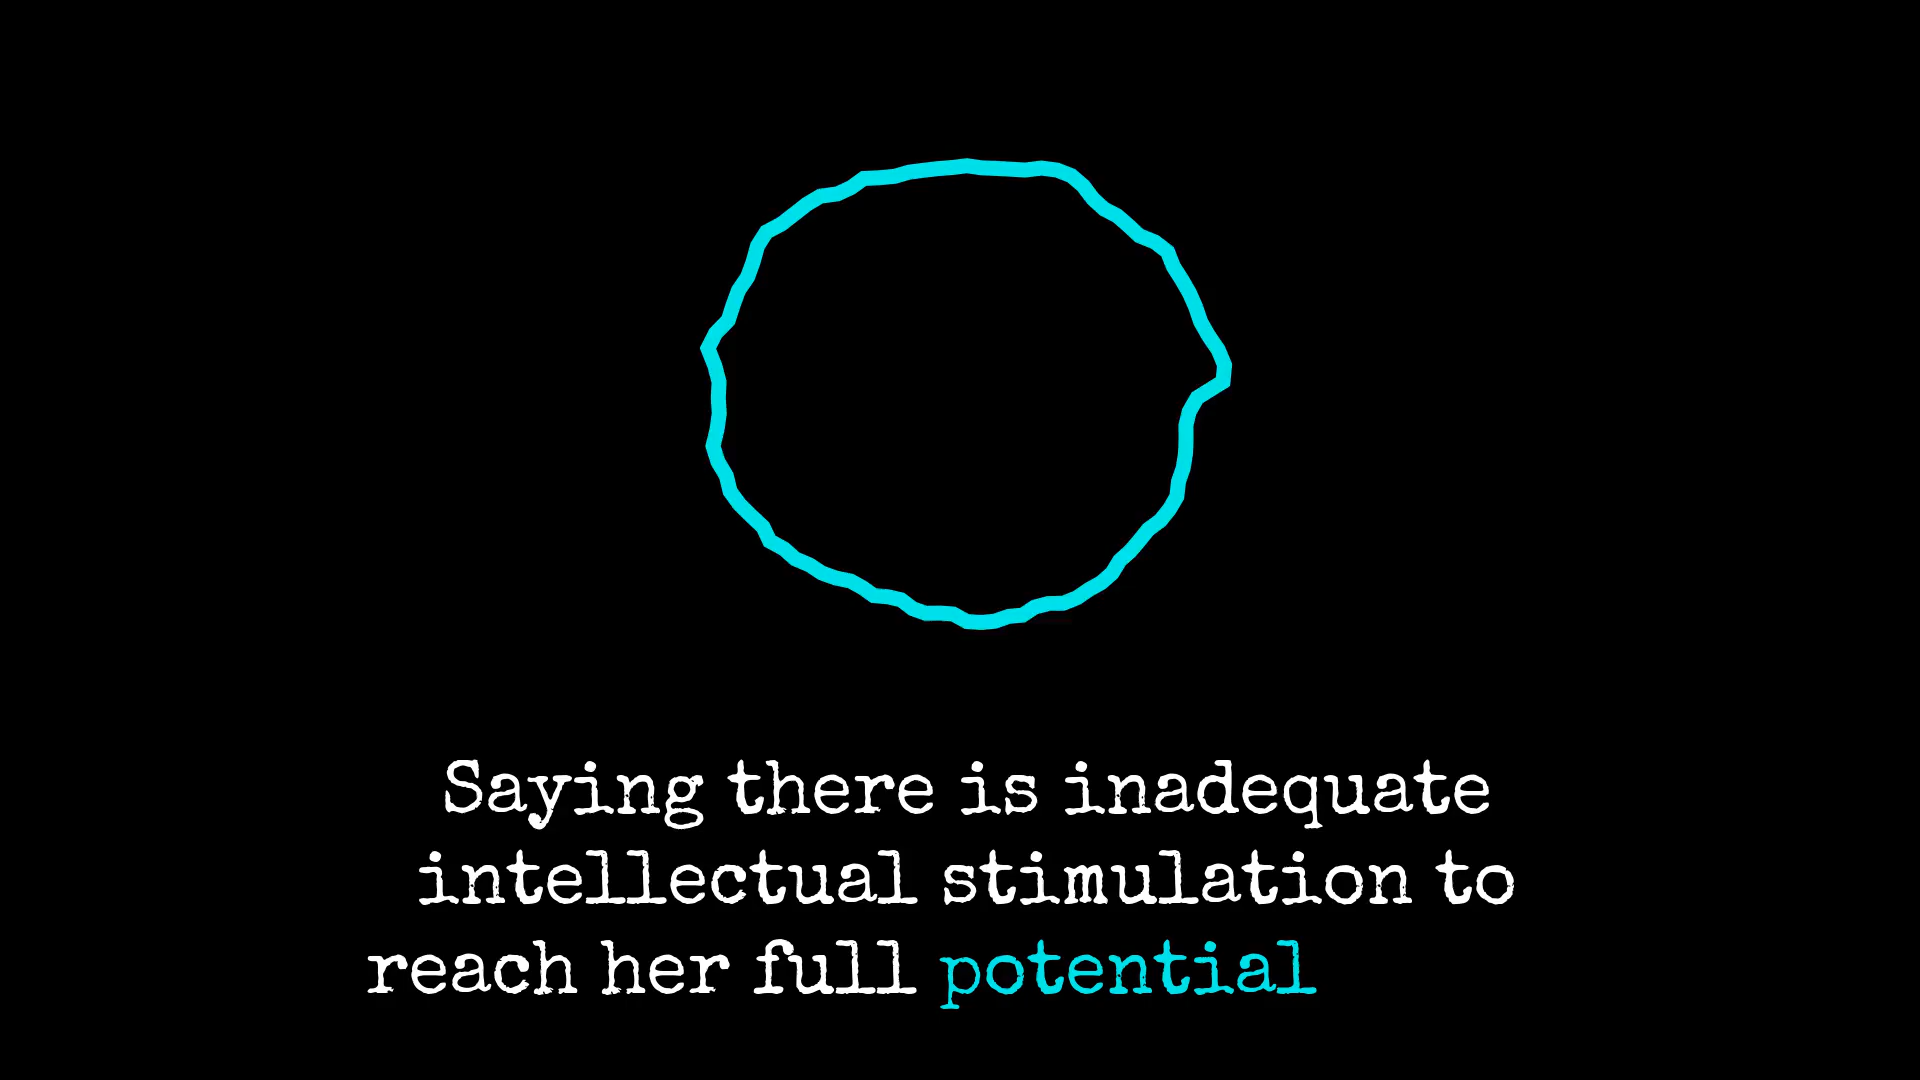 Saying there is inadequate
intellectual stimulation to
reach her full potential